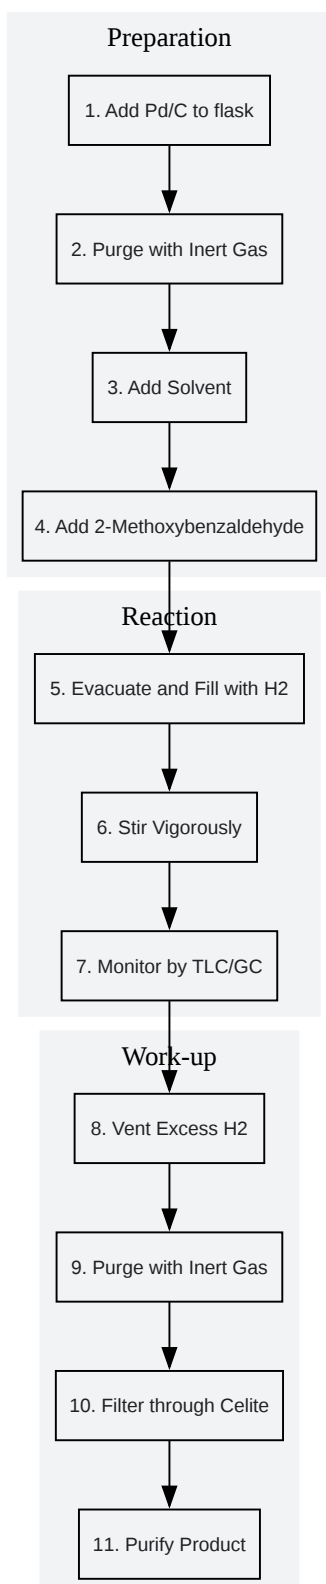 Preparation
1. Add Pd/C to flask
2. Purge with Inert Gas
3. Add Solvent
4. Add 2-Methoxybenzaldehyde
Reaction
5. Evacuate and Fill with H2
6. Stir Vigorously
7. Monitor by TLC/GC
Work-up
8. Vent Excess H2
9. Purge with Inert Gas
10. Filter through Celite
11. Purify Product